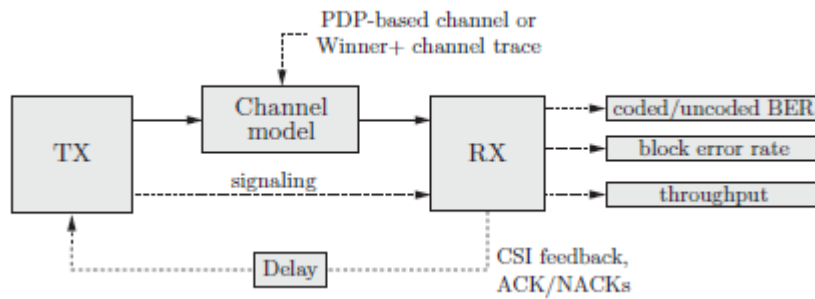 PDP-based channel or
Winner+ channel trace
TX
Channel
model
RX
coded/uncoded BER
block error rate
throughput
signaling
Delay
CSI feedback,
ACK/NACKs